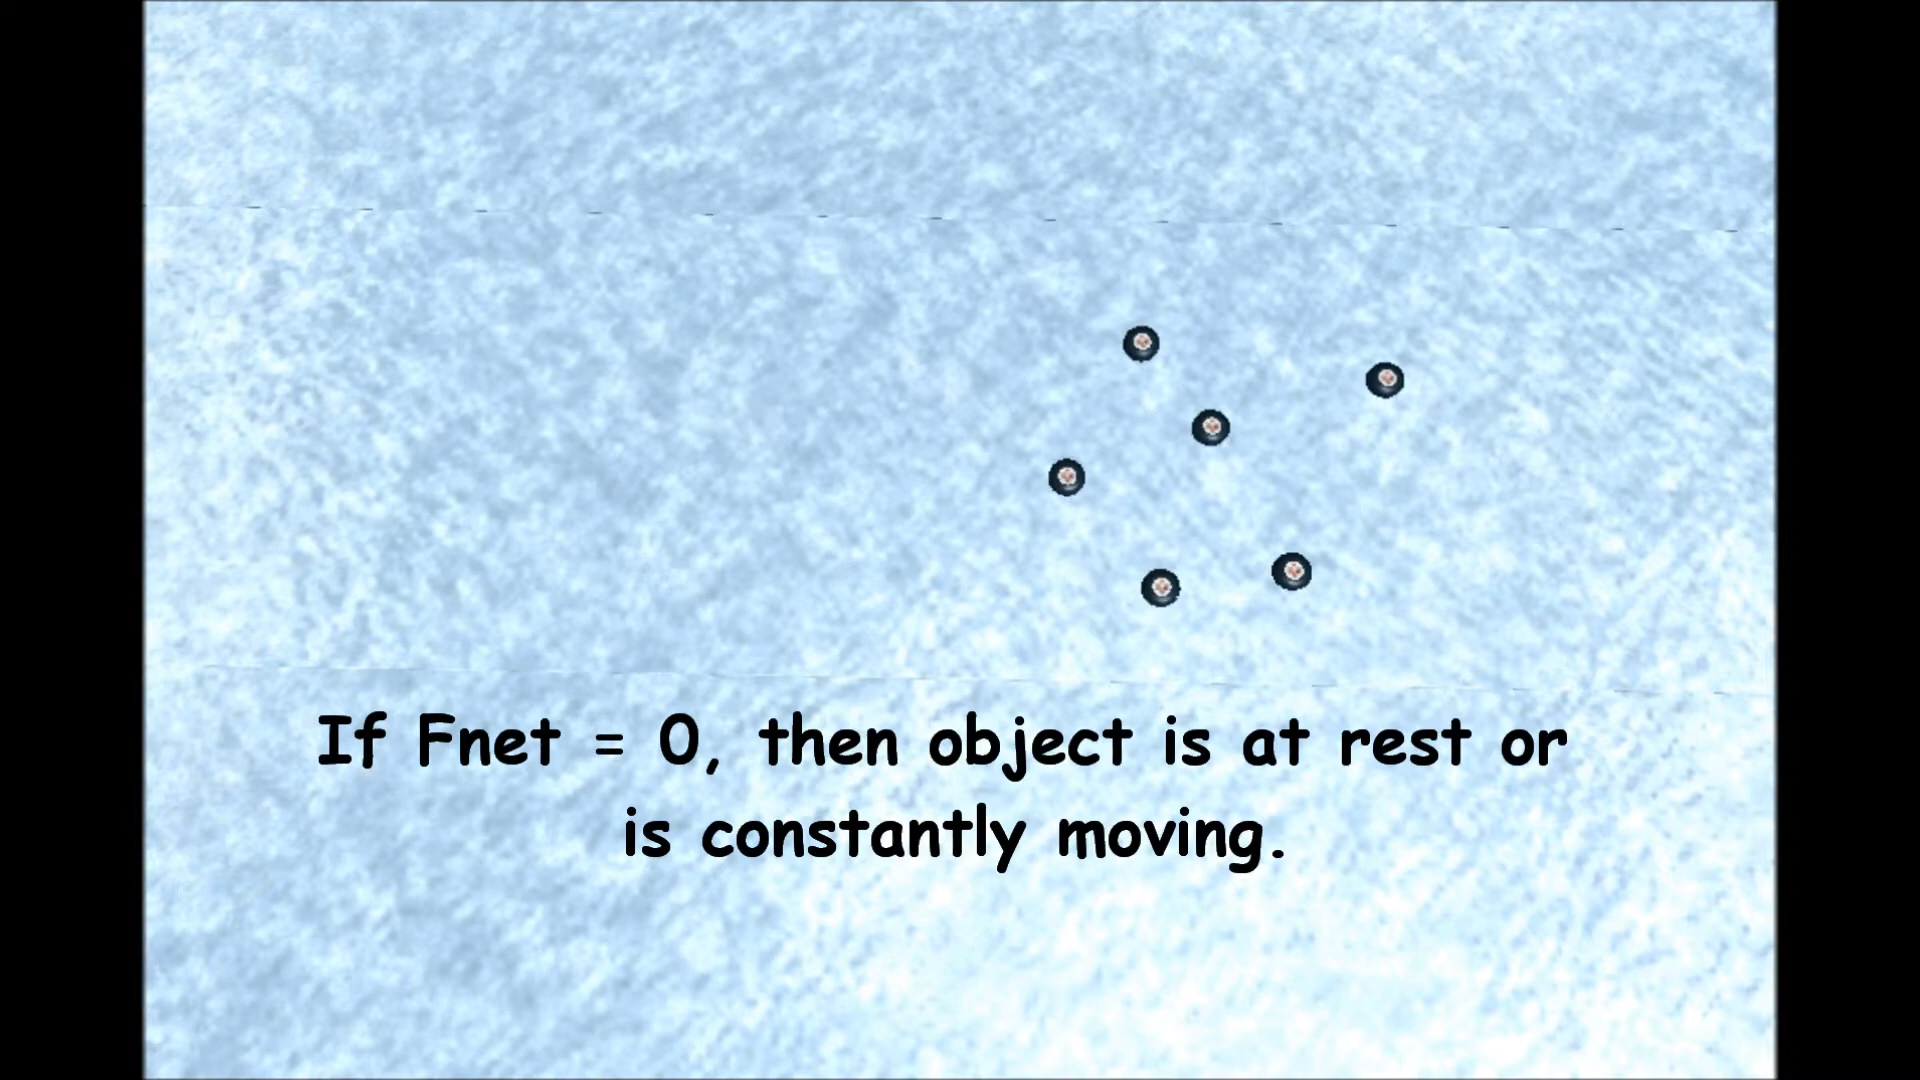 If Fnet = 0, then object is at rest or
is constantly moving.